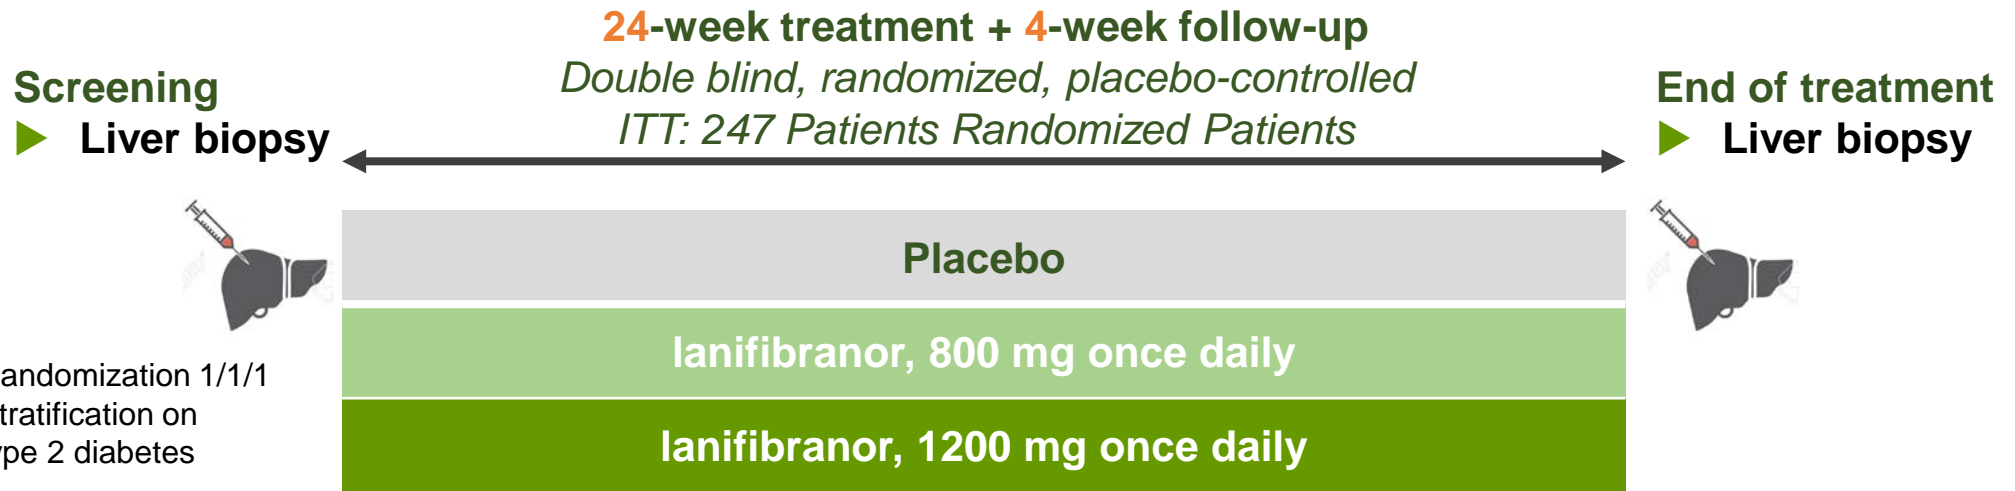 24-week treatment + 4-week follow-up
Double blind, randomized, placebo-controlled
ITT: 247 Patients Randomized Patients
Screening
Liver biopsy
End of treatment
Liver biopsy
Placebo
lanifibranor, 800 mg once daily
lanifibranor, 1200 mg once daily
andomization 1/1/1
tratification on
ype 2 diabetes